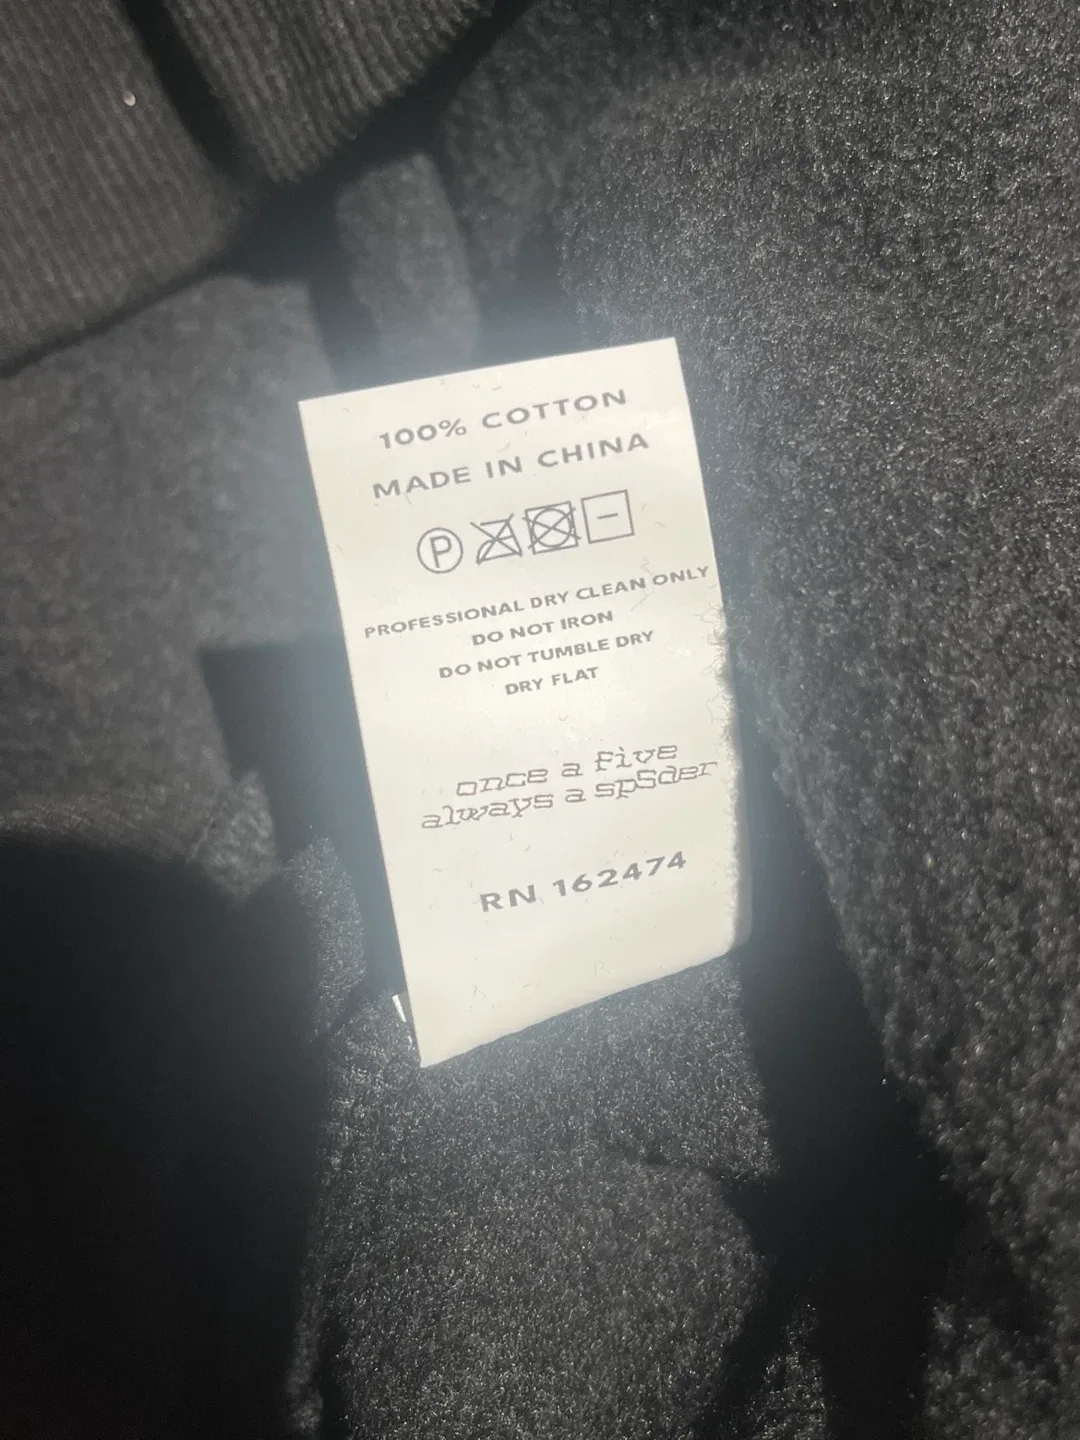 100% COTTON
MADE IN CHINA
P
PROFESSIONAL DRY CLEAN ONLY
DO NOT IRON
DO NOT TUMBLE DRY
DRY FLAT
once a five
always a sp5der
RN 162474